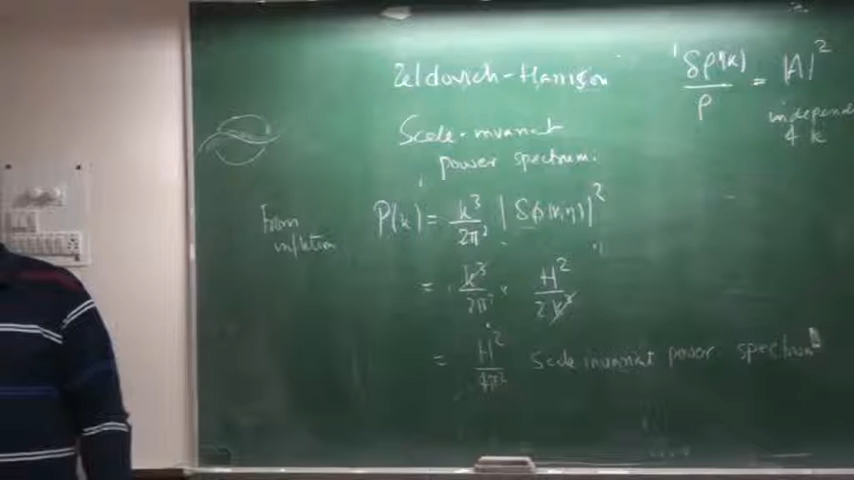 Zeldovich-Harrison
Scale-invariant
power spectrum:
δρ(k) / ρ = |A|²
independ
of k
From
inflation
P(k) = k³/2π² |δφ(k,η)|²
= k³/2π² · H²/2k³
= H²/4π² Scale invariant power spectrum